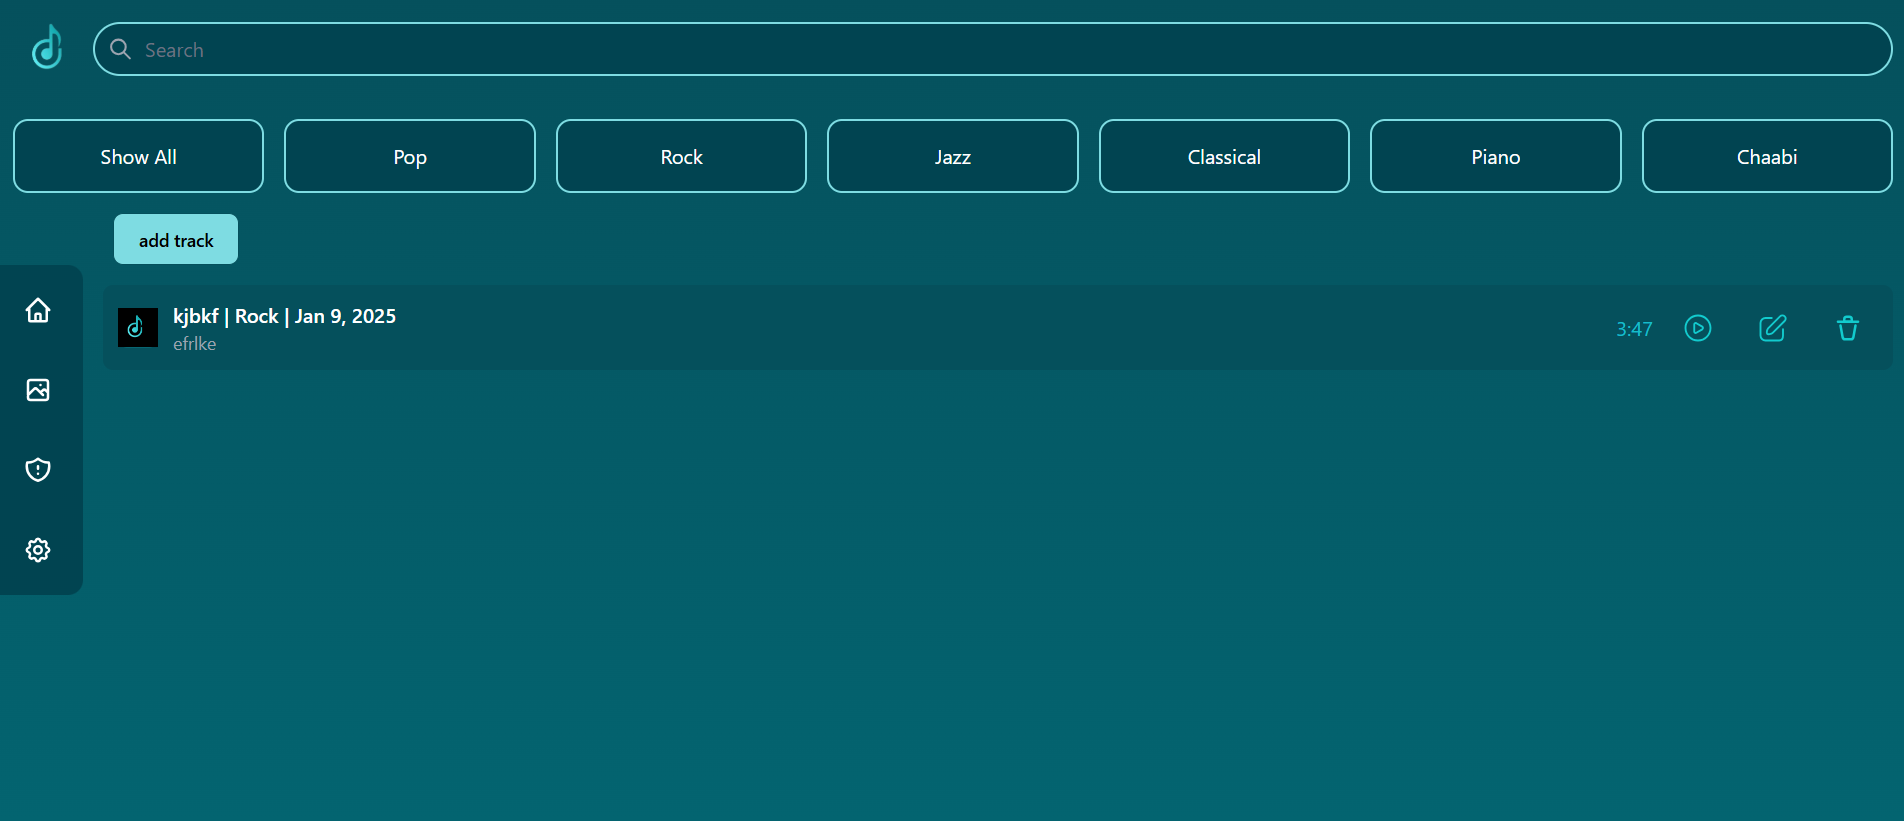 Search
Show All
Pop
Rock
Jazz
Classical
Piano
Chaabi
add track
kjbkf | Rock | Jan 9, 2025
efrlke
3:47